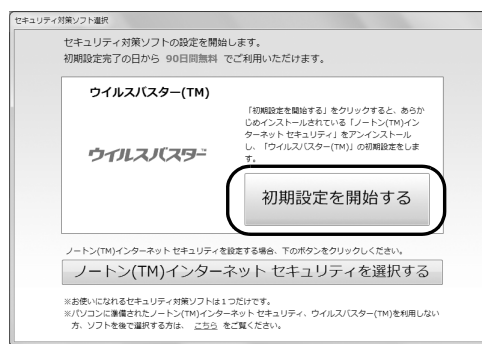 セキュリティ対策ソフト選択
セキュリティ対策ソフトの設定を開始します。
初期設定完了の日から 90日間無料 でご利用いただけます。
ウイルスバスター(TM)
「初期設定を開始する」をクリックすると、あらか
じめインストールされている「ノートン(TM)イン
ターネット セキュリティ」をアンインストール
し、「ウイルスバスター(TM)」の初期設定をしま
す。
ウイルスバスター™
初期設定を開始する
ノートン(TM)インターネット セキュリティを設定する場合、下のボタンをクリックしください。
ノートン(TM)インターネット セキュリティを選択する
※お使いになれるセキュリティ対策ソフトは１つだけです。
※パソコンに準備されたノートン(TM)インターネット セキュリティ、ウイルスバスター(TM)を利用しない
方、ソフトを後で選択する方は、 こちら をご覧ください。